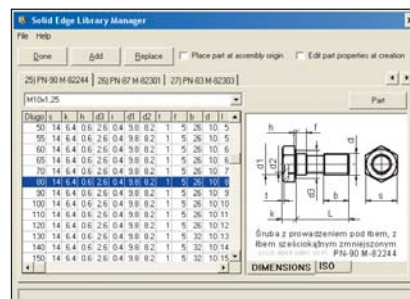 Solid Edge Library Manager
File Help
Done Add Replace Place part at assembly origin Edit part properties at creation
25) PN-90 M-82244 26) PN-87 M-82301 27) PN-83 M-82303
M10x1,25 Part
Długo s k h d3 r d1 d2 f t b d l
50 14 6.4 0.6 2.6 0.4 9.8 8.2 1 5 26 10 5
55 14 6.4 0.6 2.6 0.4 9.8 8.2 1 5 26 10 5
60 14 6.4 0.6 2.6 0.4 9.8 8.2 1 5 26 10 6
65 14 6.4 0.6 2.6 0.4 9.8 8.2 1 5 26 10 6
70 14 6.4 0.6 2.6 0.4 9.8 8.2 1 5 26 10 7
80 14 6.4 0.6 2.6 0.4 9.8 8.2 1 5 26 10 8
90 14 6.4 0.6 2.6 0.4 9.8 8.2 1 5 26 10 9
100 14 6.4 0.6 2.6 0.4 9.8 8.2 1 5 26 10 10
110 14 6.4 0.6 2.6 0.4 9.8 8.2 1 5 26 10 11
120 14 6.4 0.6 2.6 0.4 9.8 8.2 1 5 26 10 12
130 14 6.4 0.6 2.6 0.4 9.8 8.2 1 5 32 10 13
140 14 6.4 0.6 2.6 0.4 9.8 8.2 1 5 32 10 14
150 14 6.4 0.6 2.6 0.4 9.8 8.2 1 5 32 10 15
h f
d1 d2 d3 d
t b s
k L
Śruba z prowadzeniem pod łbem, z
łbem sześciokątnym zmniejszonym
PN-90 M-82244
DIMENSIONS ISO